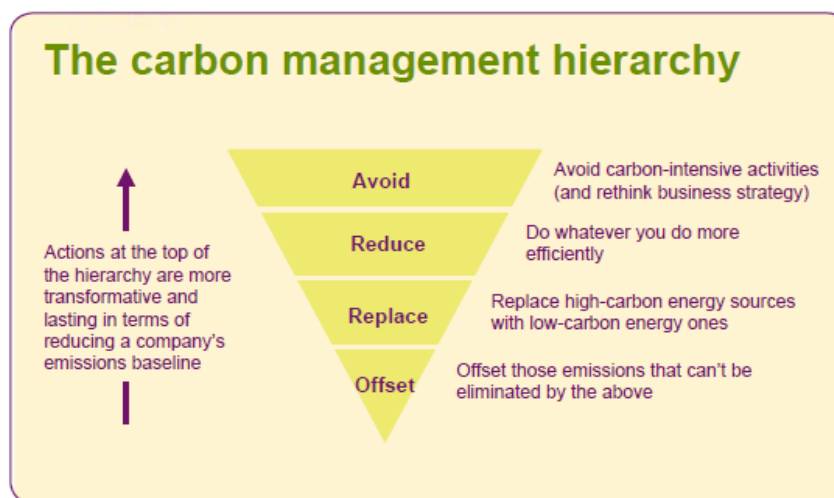 The carbon management hierarchy
Avoid
Avoid carbon-intensive activities
(and rethink business strategy)
Reduce
Do whatever you do more
efficiently
Actions at the top of
the hierarchy are more
transformative and
lasting in terms of
reducing a company's
emissions baseline
Replace
Replace high-carbon energy sources
with low-carbon energy ones
Offset
Offset those emissions that can't be
eliminated by the above